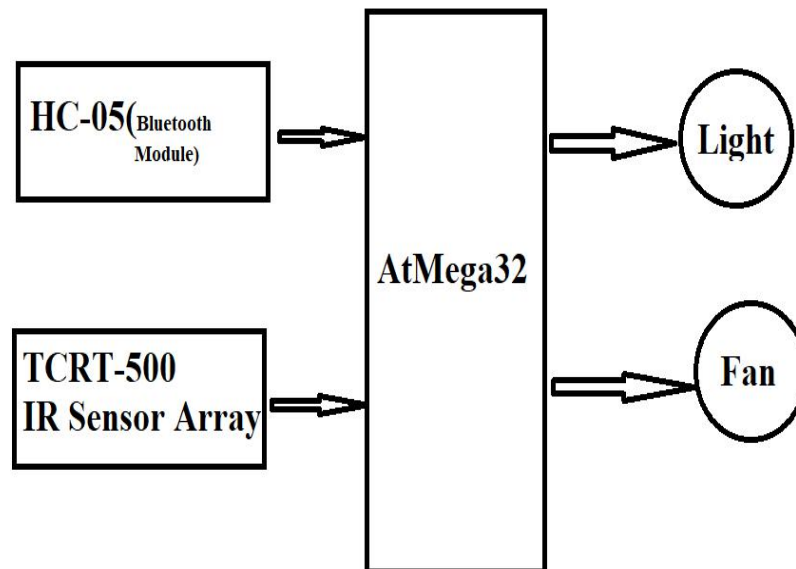 HC-05(Bluetooth
Module)
Light
AtMega32
TCRT-500
IR Sensor Array
Fan